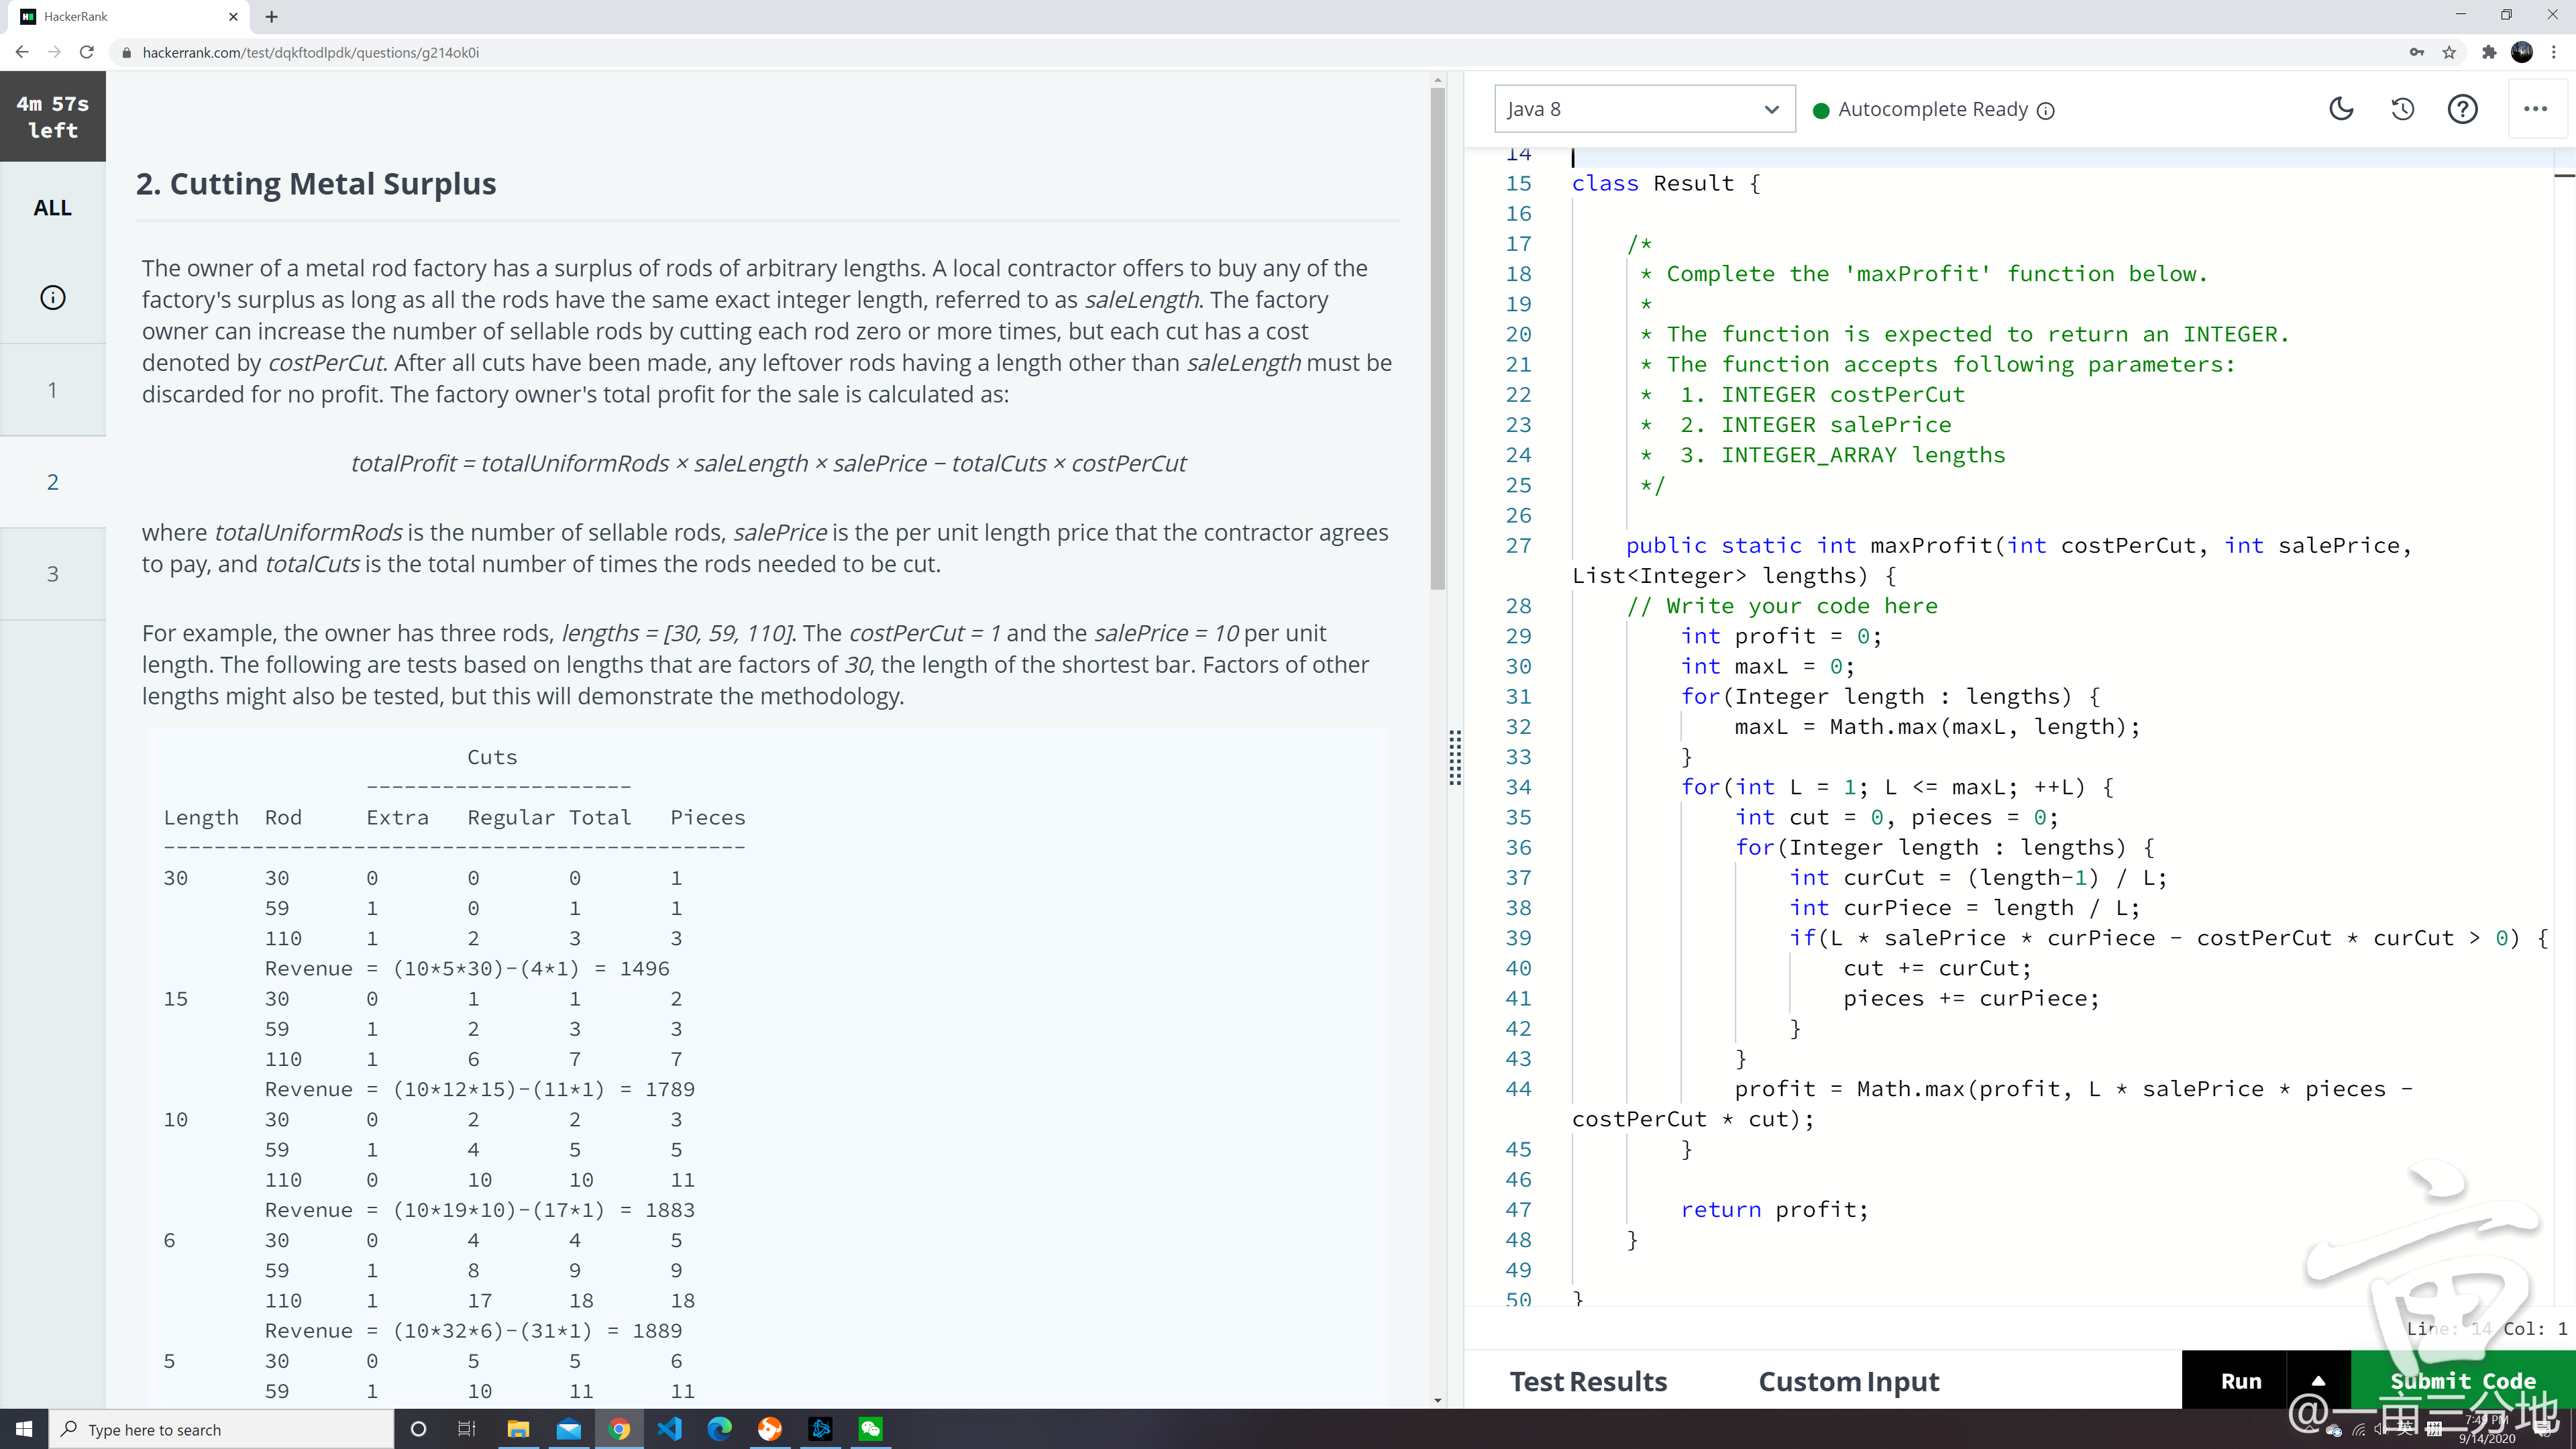 HackerRank
hackerrank.com/test/dqkftodlpdk/questions/g214ok0i
4m 57s
left
ALL
1
2
3
2. Cutting Metal Surplus
The owner of a metal rod factory has a surplus of rods of arbitrary lengths. A local contractor offers to buy any of the
factory's surplus as long as all the rods have the same exact integer length, referred to as saleLength. The factory
owner can increase the number of sellable rods by cutting each rod zero or more times, but each cut has a cost
denoted by costPerCut. After all cuts have been made, any leftover rods having a length other than saleLength must be
discarded for no profit. The factory owner's total profit for the sale is calculated as:
totalProfit = totalUniformRods × saleLength × salePrice − totalCuts × costPerCut
where totalUniformRods is the number of sellable rods, salePrice is the per unit length price that the contractor agrees
to pay, and totalCuts is the total number of times the rods needed to be cut.
For example, the owner has three rods, lengths = [30, 59, 110]. The costPerCut = 1 and the salePrice = 10 per unit
length. The following are tests based on lengths that are factors of 30, the length of the shortest bar. Factors of other
lengths might also be tested, but this will demonstrate the methodology.
Cuts
---------------------
Length Rod Extra Regular Total Pieces
----------------------------------------------
30 30 0 0 0 1
59 1 0 1 1
110 1 2 3 3
Revenue = (10*5*30)-(4*1) = 1496
15 30 0 1 1 2
59 1 2 3 3
110 1 6 7 7
Revenue = (10*12*15)-(11*1) = 1789
10 30 0 2 2 3
59 1 4 5 5
110 0 10 10 11
Revenue = (10*19*10)-(17*1) = 1883
6 30 0 4 4 5
59 1 8 9 9
110 1 17 18 18
Revenue = (10*32*6)-(31*1) = 1889
5 30 0 5 5 6
59 1 10 11 11
Java 8
Autocomplete Ready
14
15 class Result {
16
17 /*
18 * Complete the 'maxProfit' function below.
19 *
20 * The function is expected to return an INTEGER.
21 * The function accepts following parameters:
22 * 1. INTEGER costPerCut
23 * 2. INTEGER salePrice
24 * 3. INTEGER_ARRAY lengths
25 */
26
27 public static int maxProfit(int costPerCut, int salePrice,
List<Integer> lengths) {
28 // Write your code here
29 int profit = 0;
30 int maxL = 0;
31 for(Integer length : lengths) {
32 maxL = Math.max(maxL, length);
33 }
34 for(int L = 1; L <= maxL; ++L) {
35 int cut = 0, pieces = 0;
36 for(Integer length : lengths) {
37 int curCut = (length-1) / L;
38 int curPiece = length / L;
39 if(L * salePrice * curPiece - costPerCut * curCut > 0) {
40 cut += curCut;
41 pieces += curPiece;
42 }
43 }
44 profit = Math.max(profit, L * salePrice * pieces -
costPerCut * cut);
45 }
46
47 return profit;
48 }
49
50 }
Line: 14 Col: 1
Test Results Custom Input Run Submit Code
Type here to search
英
7:49 PM
9/14/2020
亩
@一亩三分地